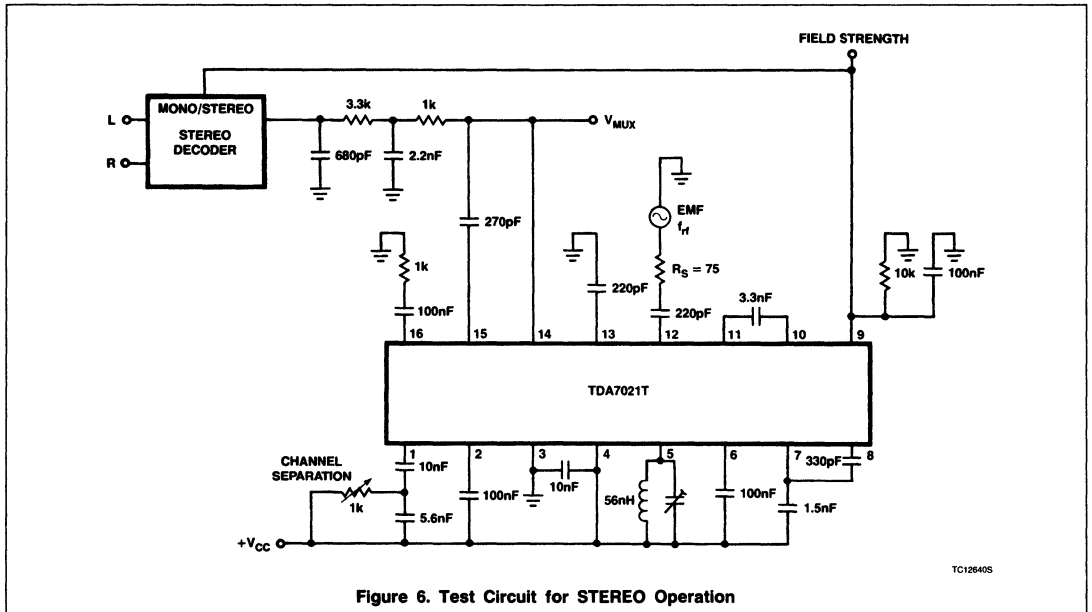 FIELD STRENGTH
MONO/STEREO
STEREO
DECODER
L
R
3.3k
1k
VMUX
680pF
2.2nF
270pF
EMF
frf
RS = 75
1k
100nF
220pF
220pF
3.3nF
10k
100nF
16
15
14
13
12
11
10
9
TDA7021T
1
2
3
4
5
6
7
8
CHANNEL
SEPARATION
1k
10nF
5.6nF
100nF
10nF
56nH
100nF
330pF
1.5nF
+VCC
TC12640S
Figure 6. Test Circuit for STEREO Operation